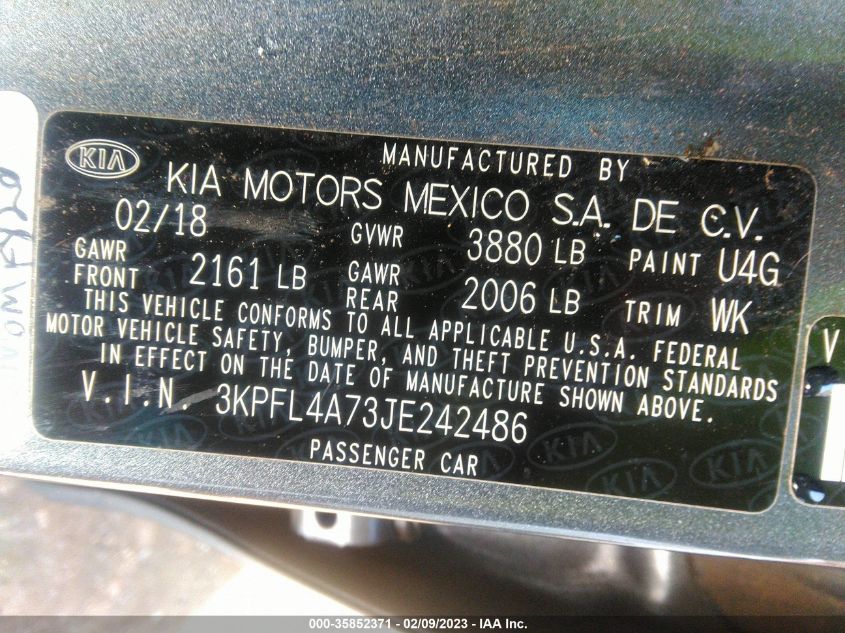 MANUFACTURED BY
KIA
KIA MOTORS MEXICO S.A. DE C.V.
02/18 GVWR 3880 LB PAINT U4G
GAWR FRONT 2161 LB GAWR REAR 2006 LB TRIM WK
THIS VEHICLE CONFORMS TO ALL APPLICABLE U.S.A. FEDERAL
MOTOR VEHICLE SAFETY, BUMPER, AND THEFT PREVENTION STANDARDS
IN EFFECT ON THE DATE OF MANUFACTURE SHOWN ABOVE.
V.I.N. 3KPFL4A73JE242486
PASSENGER CAR
V
000-35852371 - 02/09/2023 - IAA Inc.